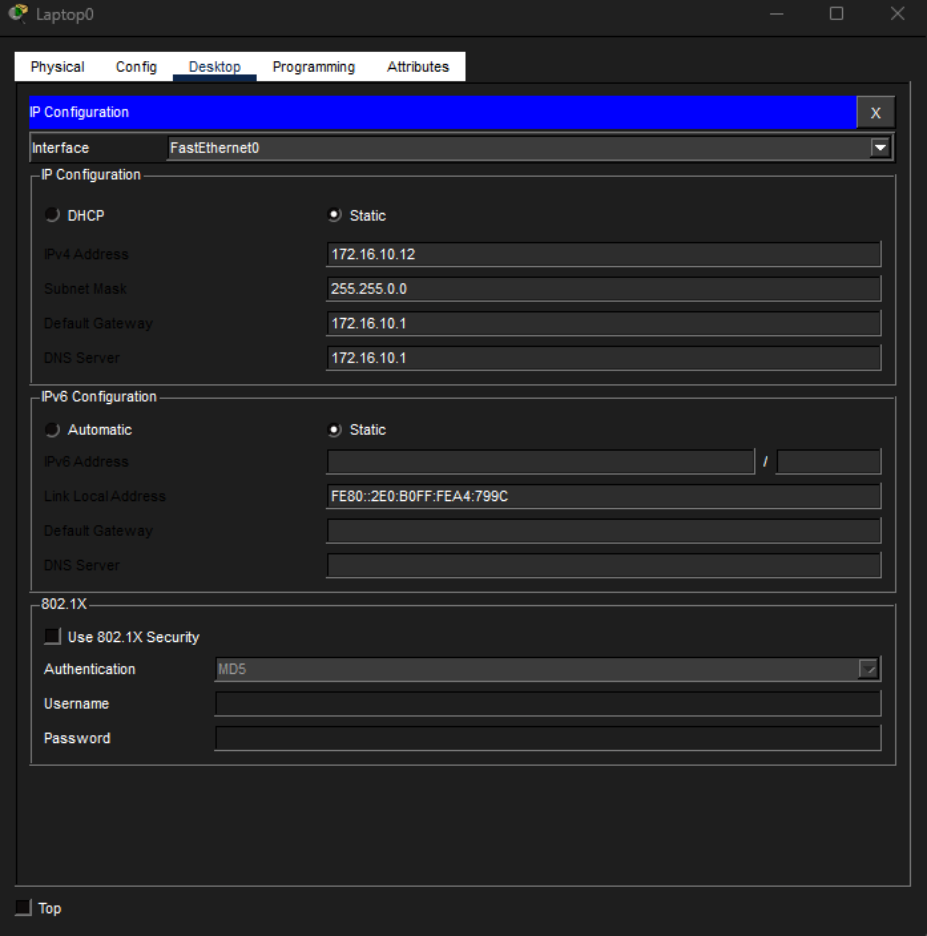 Laptop0
Physical Config Desktop Programming Attributes
IP Configuration
X
Interface FastEthernet0
IP Configuration
DHCP Static
IPv4 Address 172.16.10.12
Subnet Mask 255.255.0.0
Default Gateway 172.16.10.1
DNS Server 172.16.10.1
IPv6 Configuration
Automatic Static
IPv6 Address /
Link Local Address FE80::2E0:B0FF:FEA4:799C
Default Gateway
DNS Server
802.1X
Use 802.1X Security
Authentication MD5
Username
Password
Top